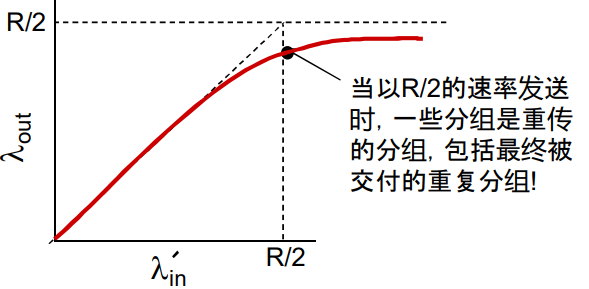 R/2
λout
当以R/2的速率发送
时，一些分组是重传
的分组，包括最终被
交付的重复分组!
λ′in
R/2